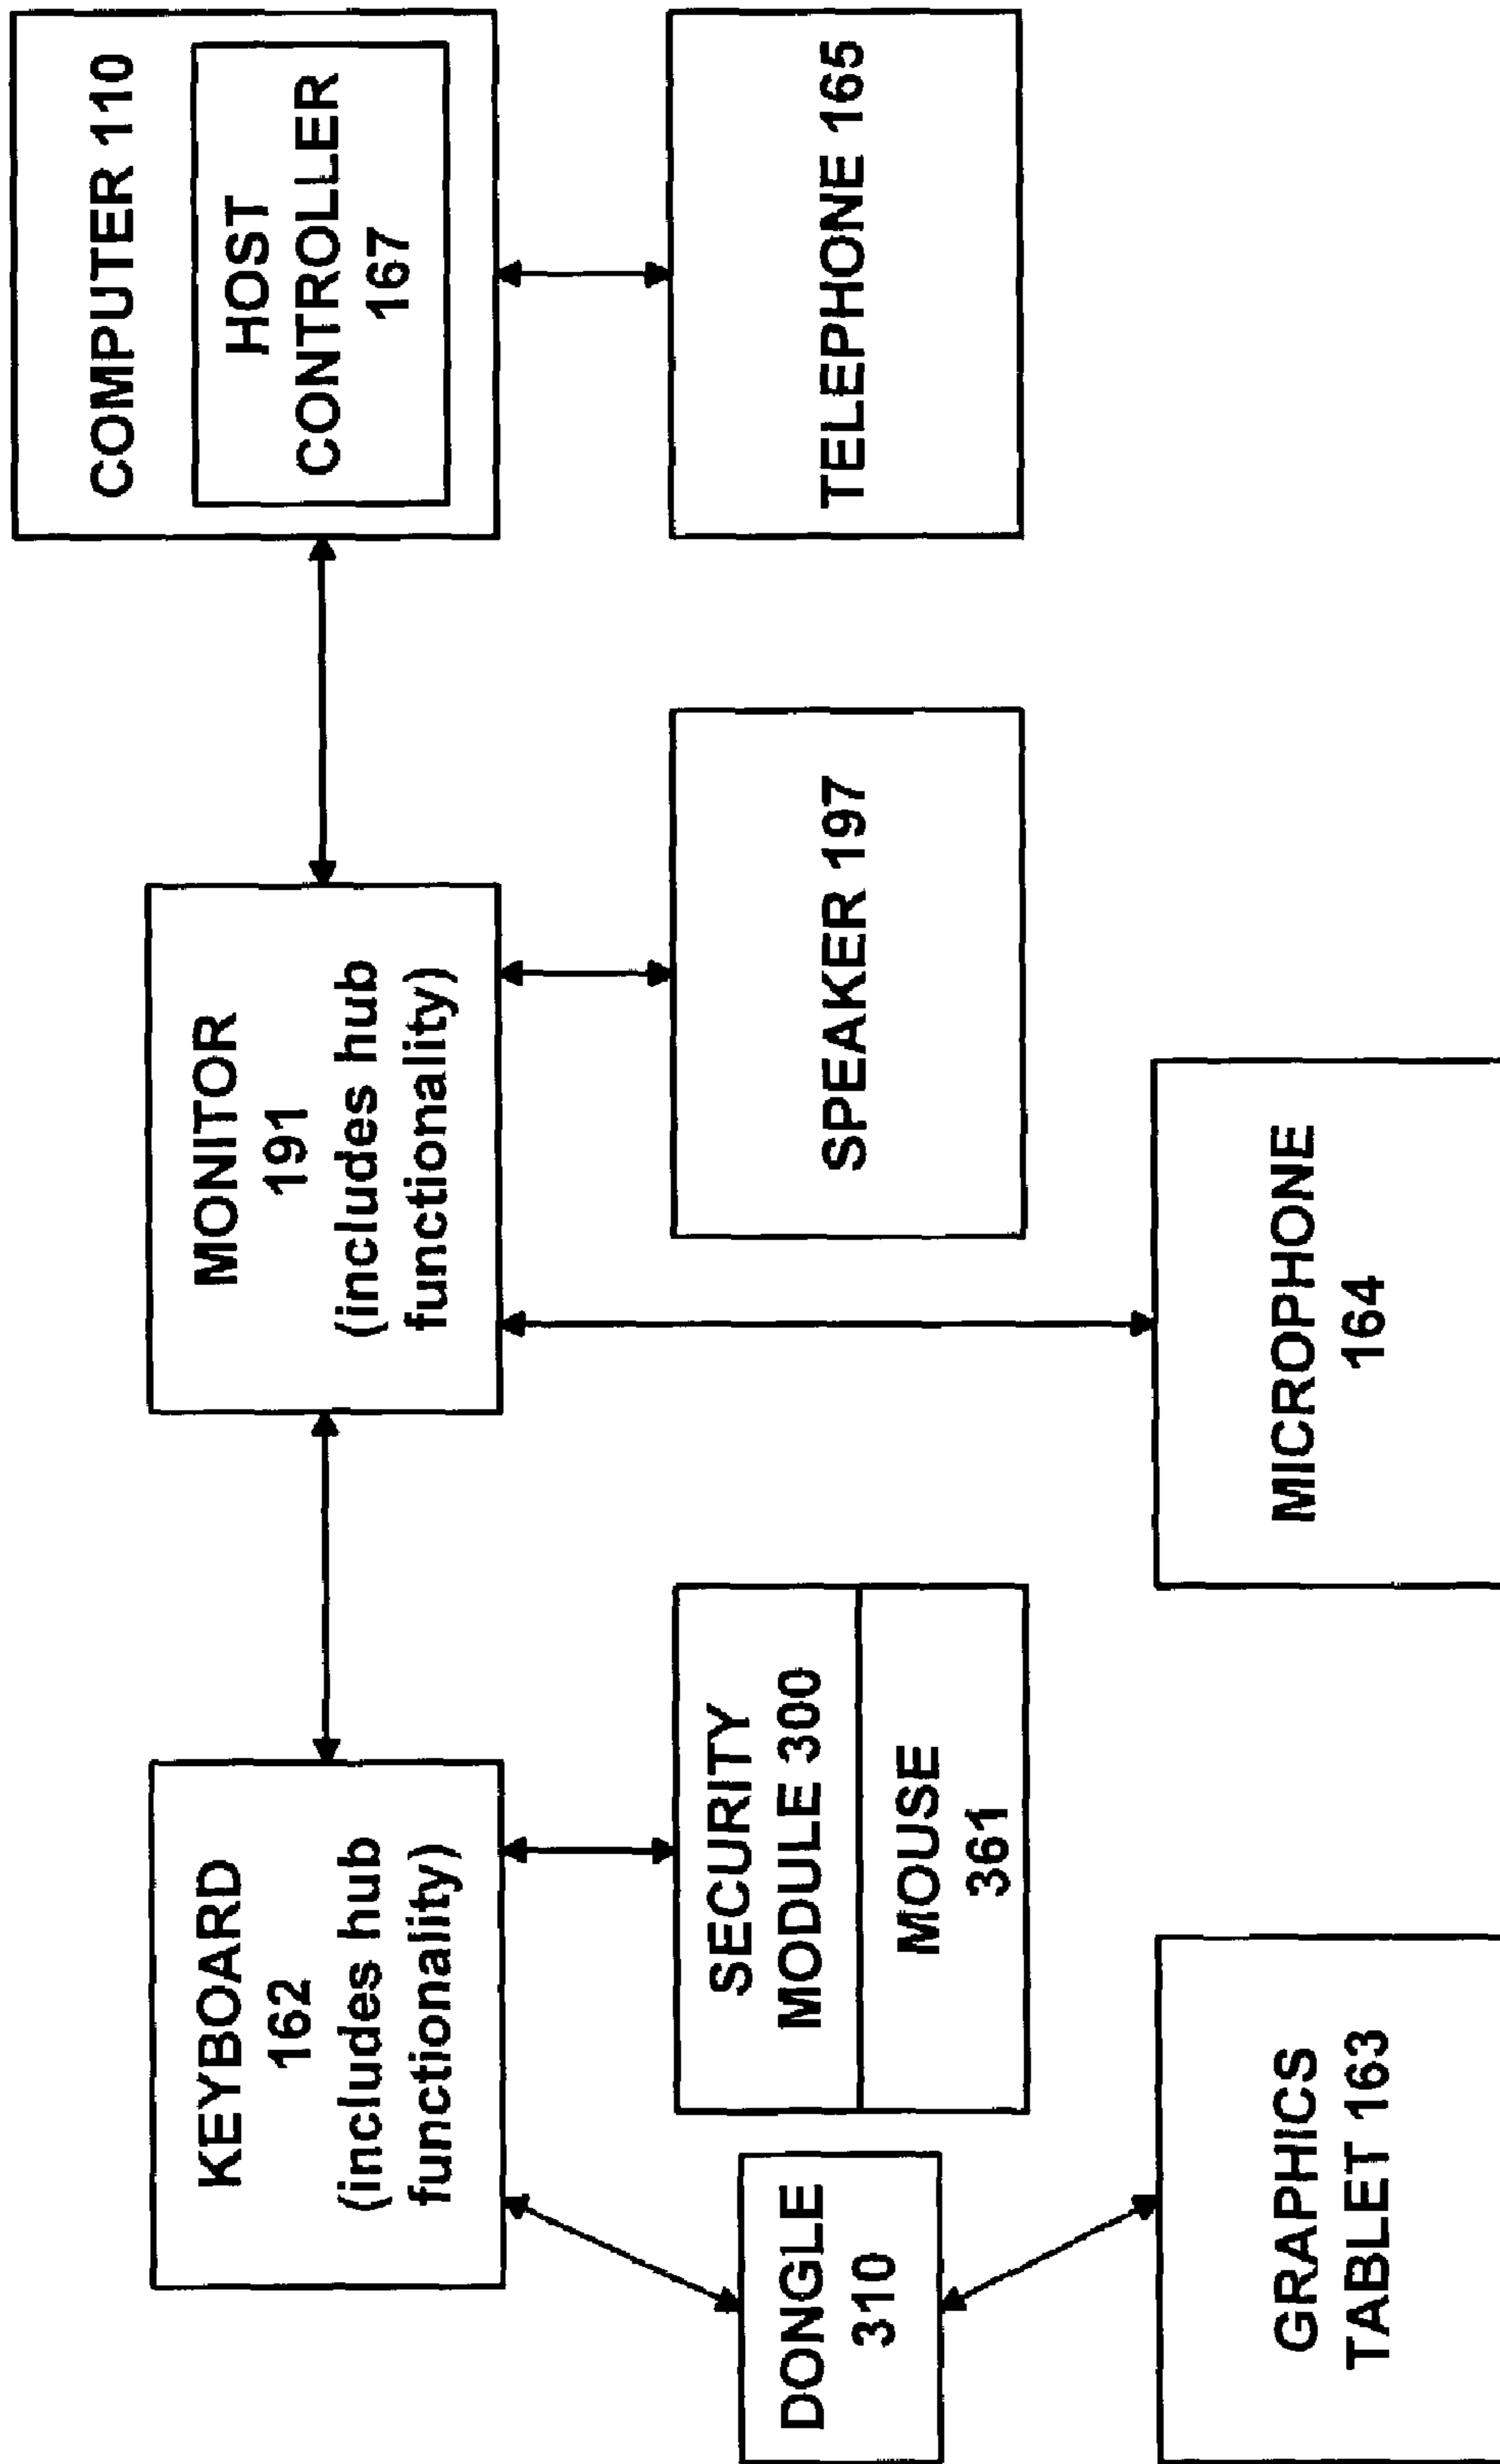 KEYBOARD
162
(includes hub
functionality)
MONITOR
191
(includes hub
functionality)
COMPUTER 110
HOST
CONTROLLER
167
DONGLE
310
SECURITY
MODULE 300
MOUSE
361
SPEAKER 197
TELEPHONE 165
GRAPHICS
TABLET 163
MICROPHONE
164